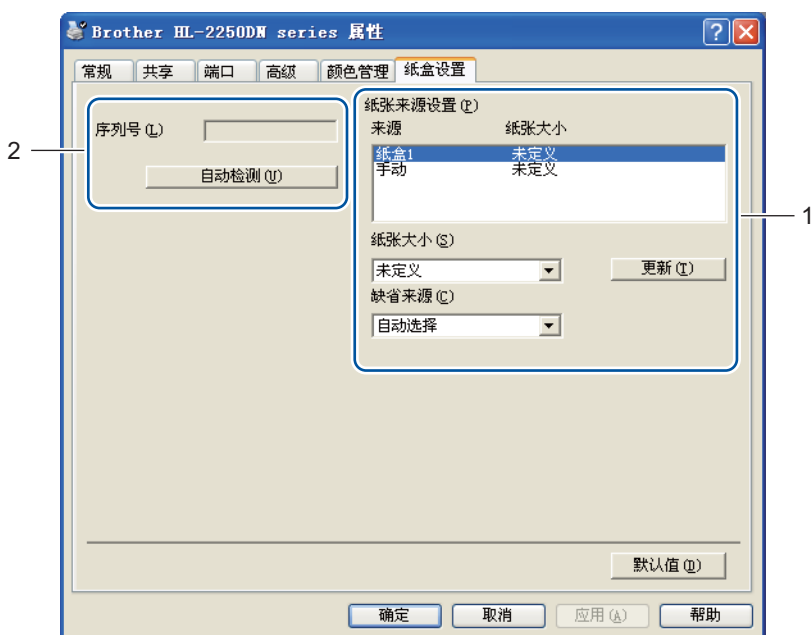 Brother HL-2250DN series 属性
常规 共享 端口 高级 颜色管理 纸盒设置
2
序列号(L)
自动检测(U)
纸张来源设置(P)
来源 纸张大小
纸盒1 未定义
手动 未定义
1
纸张大小(S)
未定义
更新(T)
缺省来源(C)
自动选择
默认值(D)
确定 取消 应用(A) 帮助